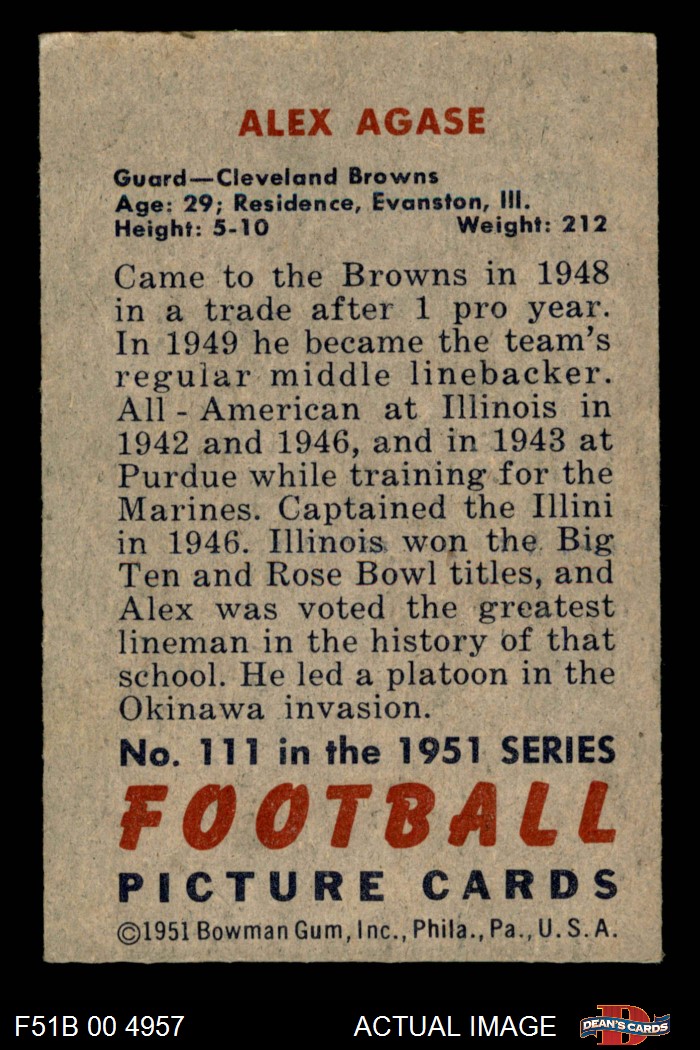 ALEX AGASE
Guard—Cleveland Browns
Age: 29; Residence, Evanston, Ill.
Height: 5-10 Weight: 212
Came to the Browns in 1948
in a trade after 1 pro year.
In 1949 he became the team's
regular middle linebacker.
All - American at Illinois in
1942 and 1946, and in 1943 at
Purdue while training for the
Marines. Captained the Illini
in 1946. Illinois won the Big
Ten and Rose Bowl titles, and
Alex was voted the greatest
lineman in the history of that
school. He led a platoon in the
Okinawa invasion.
No. 111 in the 1951 SERIES
FOOTBALL
PICTURE CARDS
©1951 Bowman Gum, Inc., Phila., Pa., U. S. A.
F51B 00 4957 ACTUAL IMAGE D DEAN'S CARDS